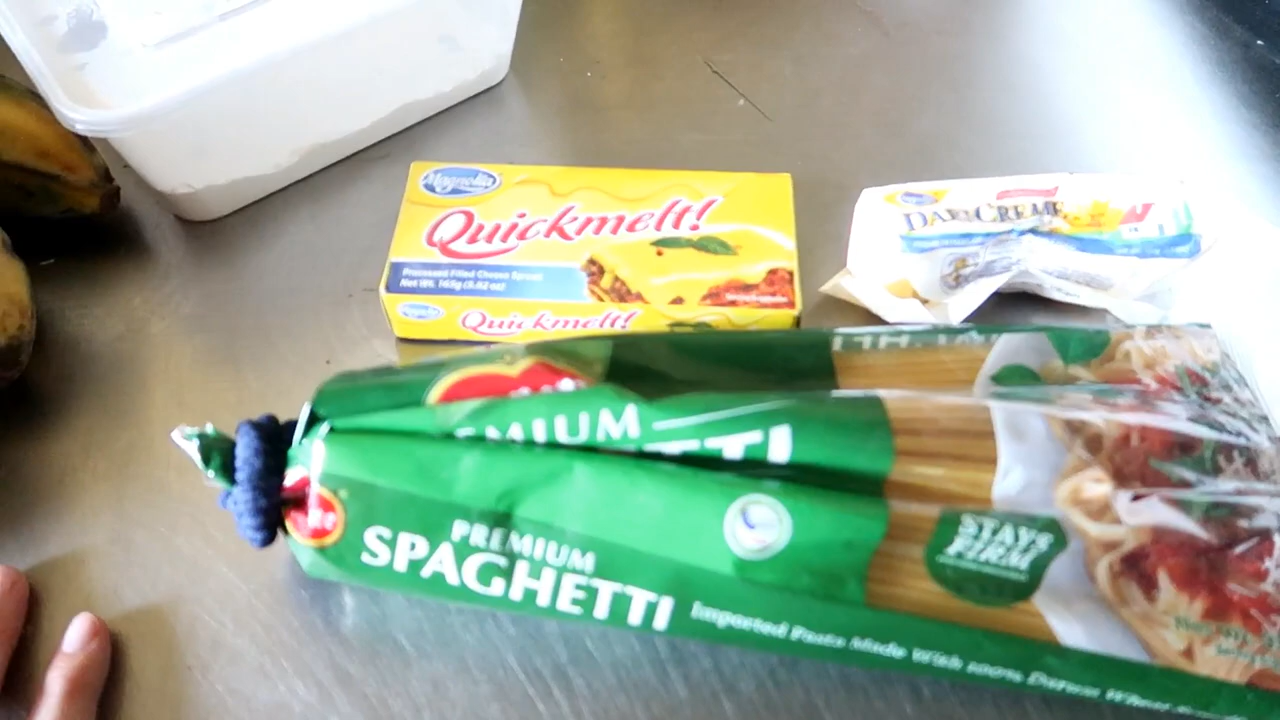 Magnolia
Quickmelt!
Processed Filled Cheese Spread
Net Wt. 165g (5.82 oz)
Magnolia
Quickmelt!
DARI CREME
PREMIUM
SPAGHETTI
STAYS
FIRM
Imported Pasta Made With 100% Durum Wheat